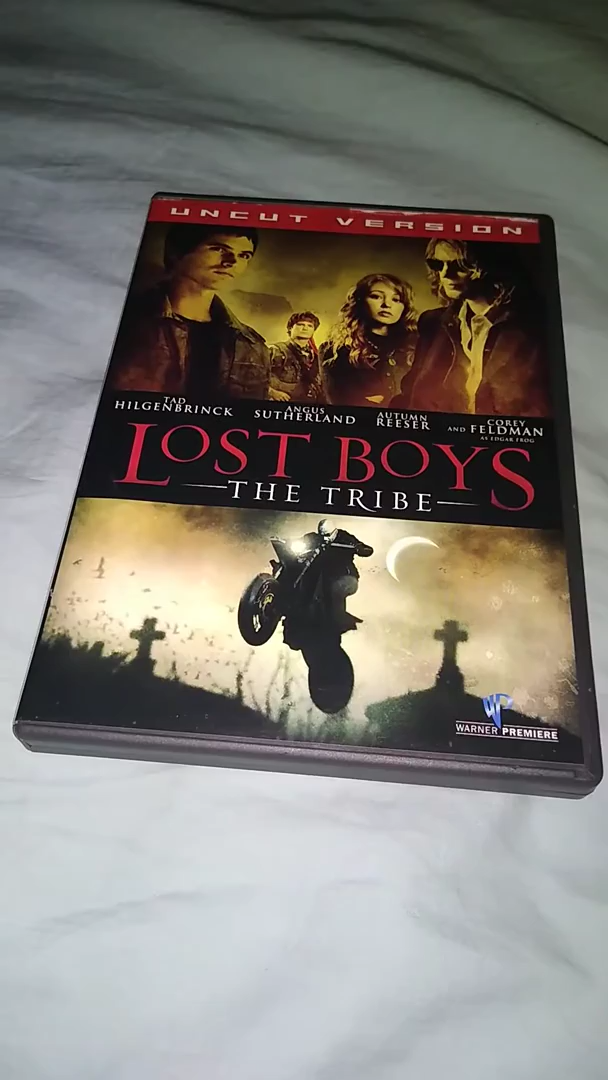 UNCUT VERSION
TAD HILGENBRINCK
ANGUS SUTHERLAND
AUTUMN REESER
AND COREY FELDMAN
AS EDGAR FROG
LOST BOYS
THE TRIBE
WP
WARNER PREMIERE